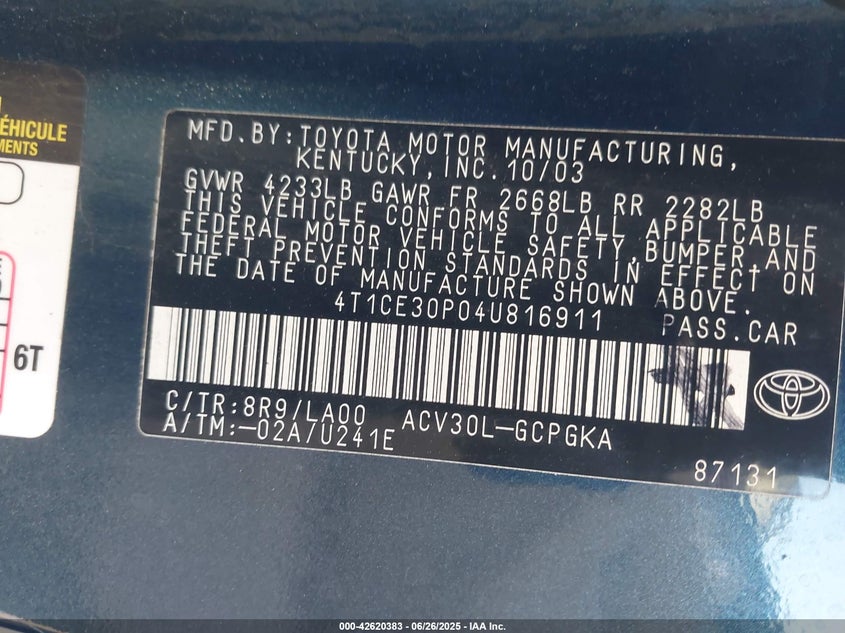 ÉHICULE
MENTS
6T
MFD. BY: TOYOTA MOTOR MANUFACTURING,
KENTUCKY, INC. 10/03
GVWR 4233LB GAWR FR 2668LB RR 2282LB
THIS VEHICLE CONFORMS TO ALL APPLICABLE
FEDERAL MOTOR VEHICLE SAFETY, BUMPER, AND
THEFT PREVENTION STANDARDS IN EFFECT ON
THE DATE OF MANUFACTURE SHOWN ABOVE.
4T1CE30P04U816911 PASS. CAR
C/TR: 8R9/LA00 ACV30L-GCPGKA
A/TM: -02A/U241E
87131
000-42620383 - 06/26/2025 - IAA Inc.